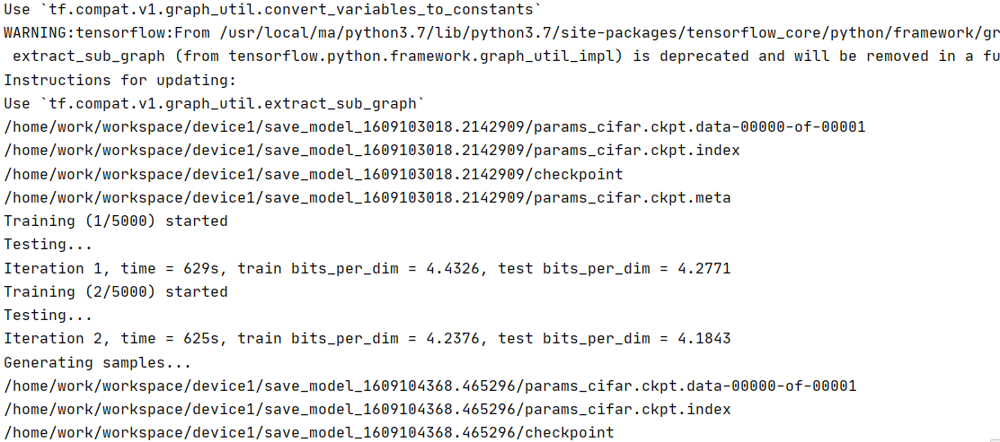 Use `tf.compat.v1.graph_util.convert_variables_to_constants`
WARNING:tensorflow:From /usr/local/ma/python3.7/lib/python3.7/site-packages/tensorflow_core/python/framework/gr
extract_sub_graph (from tensorflow.python.framework.graph_util_impl) is deprecated and will be removed in a fu
Instructions for updating:
Use `tf.compat.v1.graph_util.extract_sub_graph`
/home/work/workspace/device1/save_model_1609103018.2142909/params_cifar.ckpt.data-00000-of-00001
/home/work/workspace/device1/save_model_1609103018.2142909/params_cifar.ckpt.index
/home/work/workspace/device1/save_model_1609103018.2142909/checkpoint
/home/work/workspace/device1/save_model_1609103018.2142909/params_cifar.ckpt.meta
Training (1/5000) started
Testing...
Iteration 1, time = 629s, train bits_per_dim = 4.4326, test bits_per_dim = 4.2771
Training (2/5000) started
Testing...
Iteration 2, time = 625s, train bits_per_dim = 4.2376, test bits_per_dim = 4.1843
Generating samples...
/home/work/workspace/device1/save_model_1609104368.465296/params_cifar.ckpt.data-00000-of-00001
/home/work/workspace/device1/save_model_1609104368.465296/params_cifar.ckpt.index
/home/work/workspace/device1/save_model_1609104368.465296/checkpoint